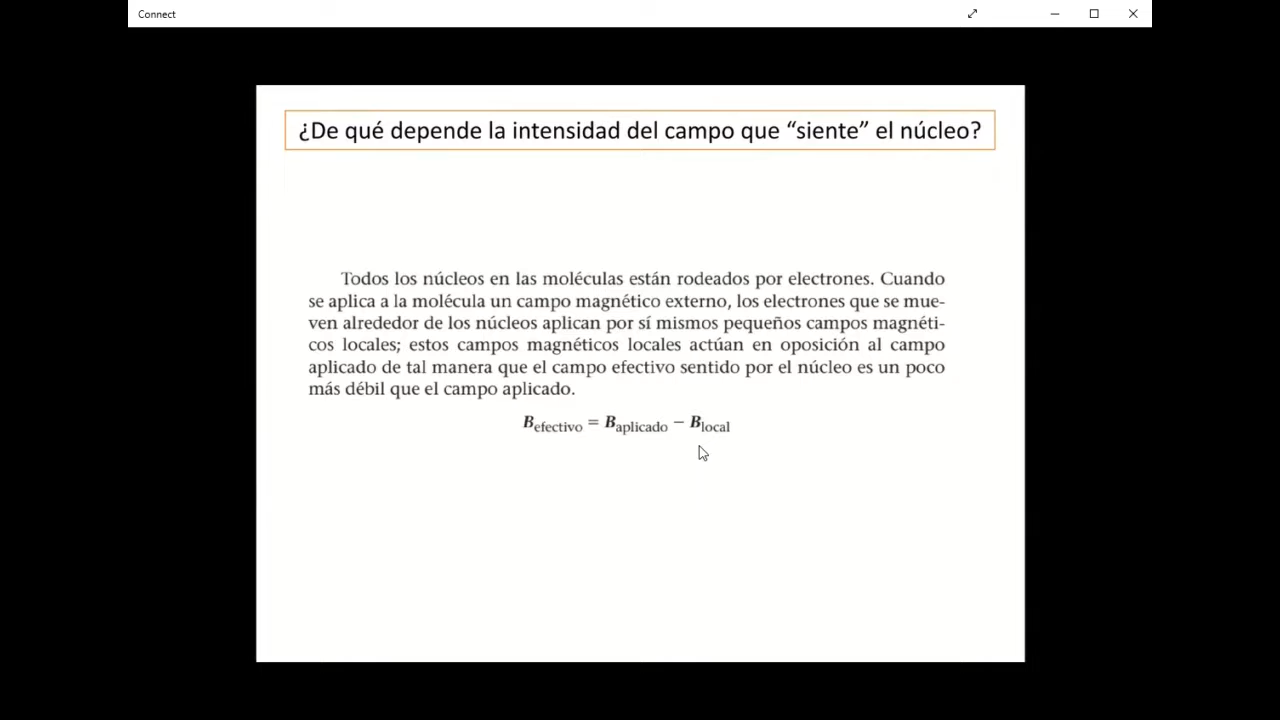 Connect
¿De qué depende la intensidad del campo que “siente” el núcleo?
Todos los núcleos en las moléculas están rodeados por electrones. Cuando
se aplica a la molécula un campo magnético externo, los electrones que se mue-
ven alrededor de los núcleos aplican por sí mismos pequeños campos magnéti-
cos locales; estos campos magnéticos locales actúan en oposición al campo
aplicado de tal manera que el campo efectivo sentido por el núcleo es un poco
más débil que el campo aplicado.
B efectivo = B aplicado − B local